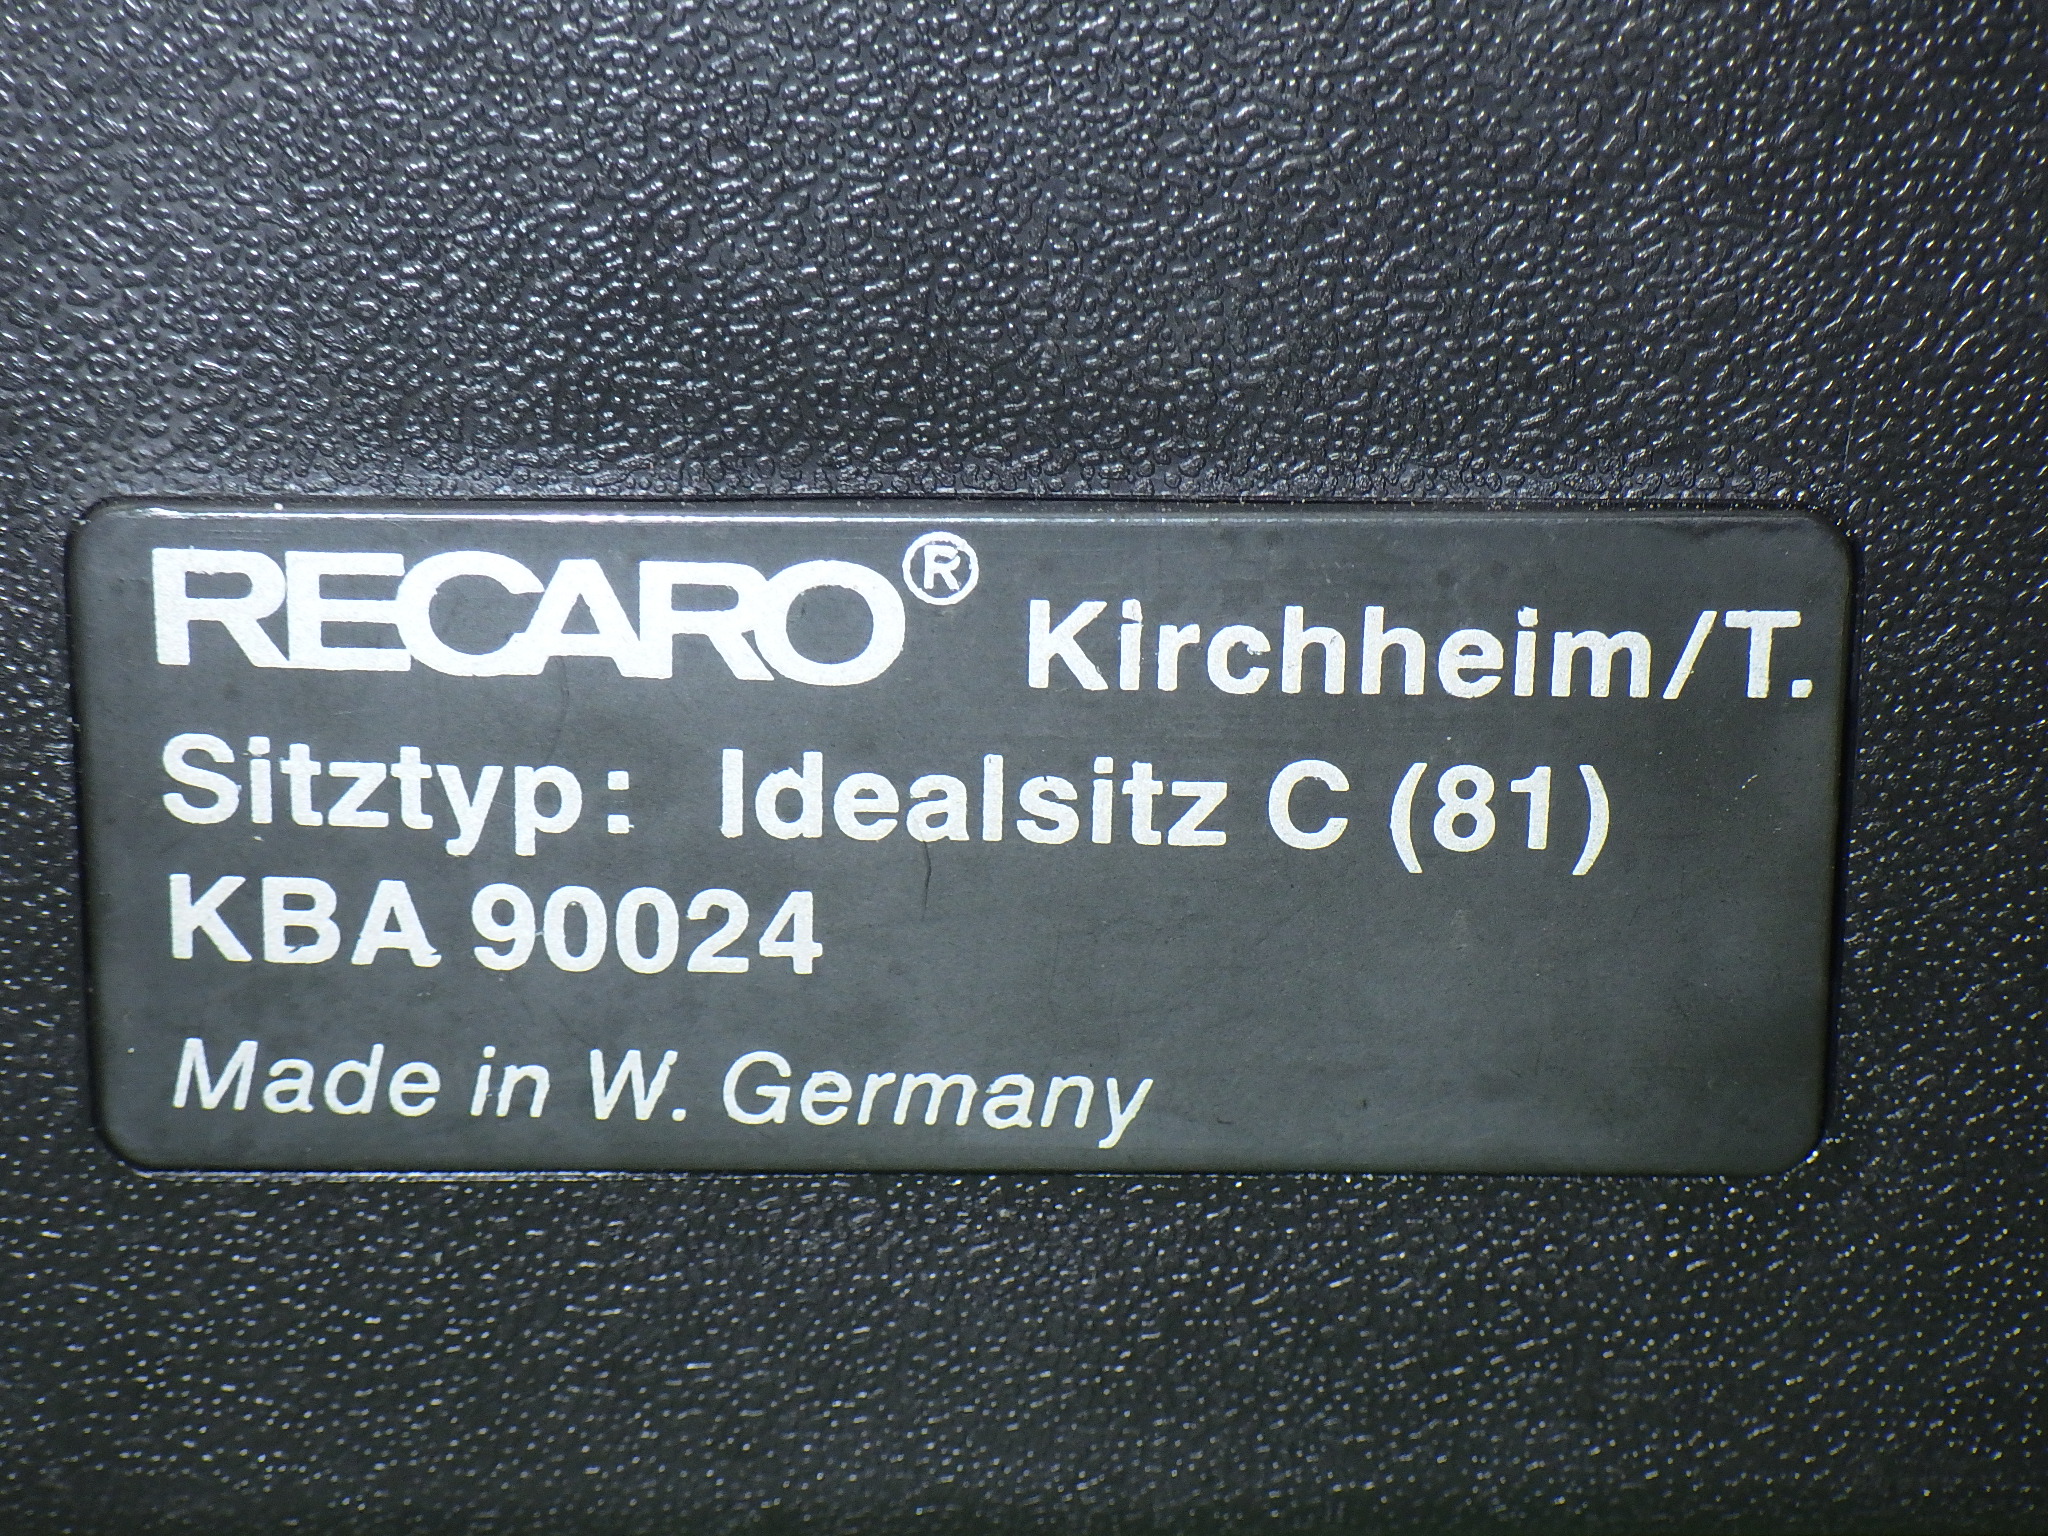 RECARO® Kirchheim/T.
Sitztyp: Idealsitz C (81)
KBA 90024
Made in W. Germany